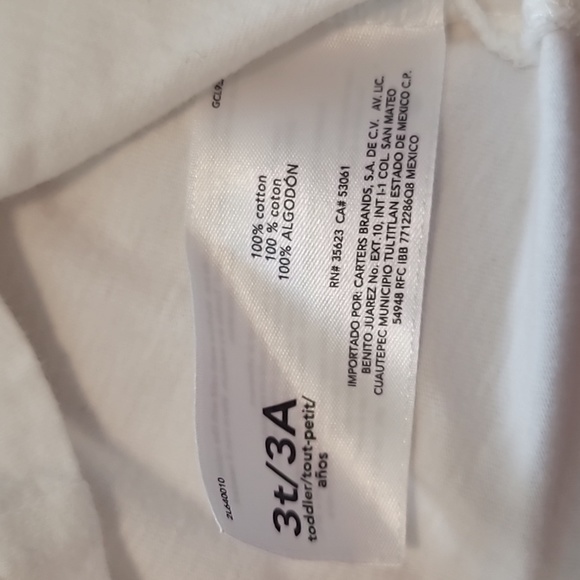 2L640010
3t/3A
toddler/tout-petit/
años
100% cotton
100 % coton
100% ALGODÓN
RN# 35623 CA# 53061
IMPORTADO POR: CARTERS BRANDS, S.A. DE C.V. AV. LIC.
BENITO JUAREZ No. EXT.10, INT I-1 COL. SAN MATEO
CUAUTEPEC MUNICIPIO TULTITLAN ESTADO DE MEXICO C.P.
54948 RFC IBB 7712286Q8 MEXICO